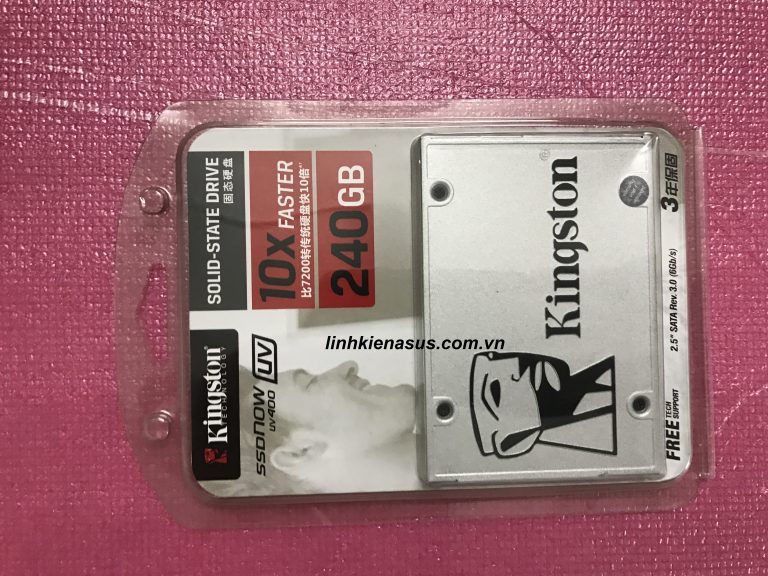 Kingston
TECHNOLOGY
SOLID-STATE DRIVE
固态硬盘
SSDNOW
UV400
UV
10X FASTER
比7200转传统硬盘快10倍*
240GB
linhkienasus.com.vn
Kingston®
FREE TECH SUPPORT
2.5" SATA Rev. 3.0 (6Gb/s)
3年保固